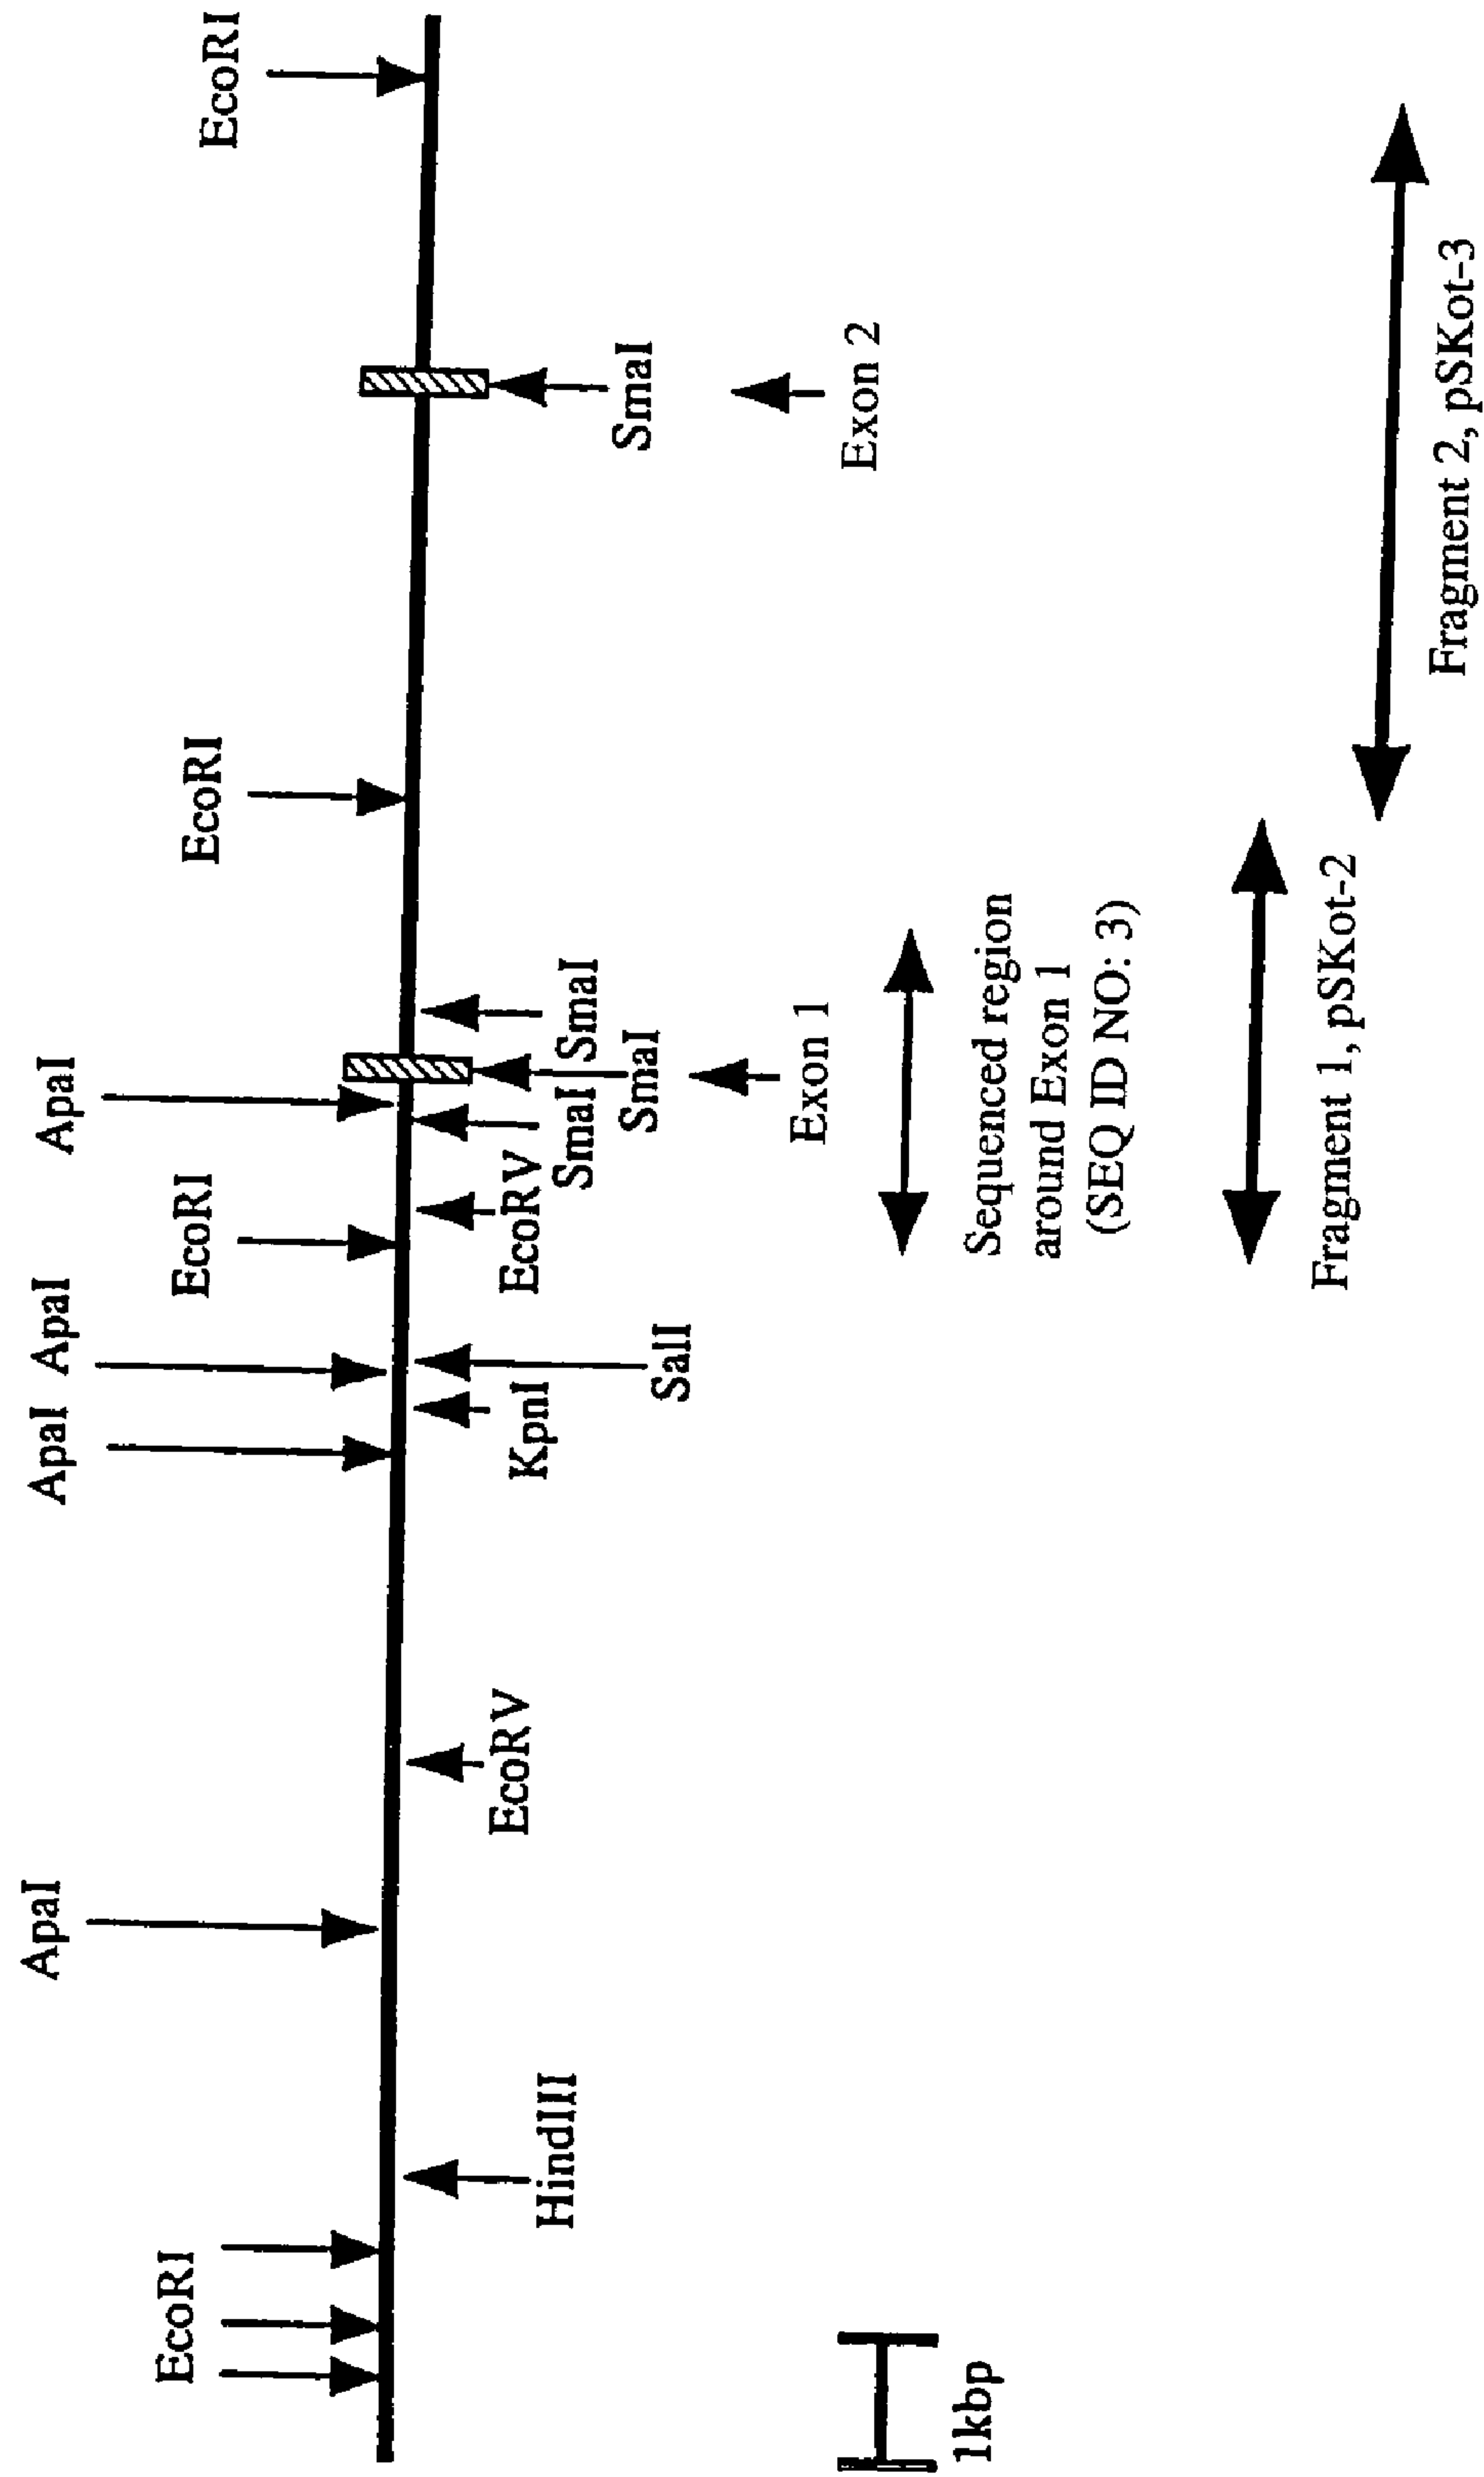 EcoRI
ApaI
ApaI ApaI
EcoRI
ApaI
EcoRI
EcoRI
HindIII
EcoRV
KpnI
SalI
EcoRV
SmaI SmaI
SmaI
SmaI
Exon 1
Exon 2
1kbp
Sequenced region
around Exon 1
(SEQ ID NO: 3)
Fragment 1, pSKot-2
Fragment 2, pSKot-3